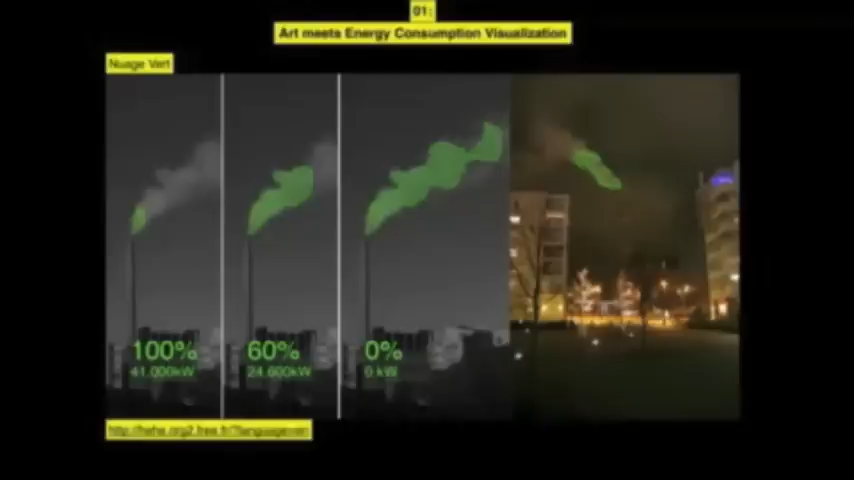 01:
Art meets Energy Consumption Visualization
Nuage Vert
100%
41.000kW
60%
24.600kW
0%
0 kW